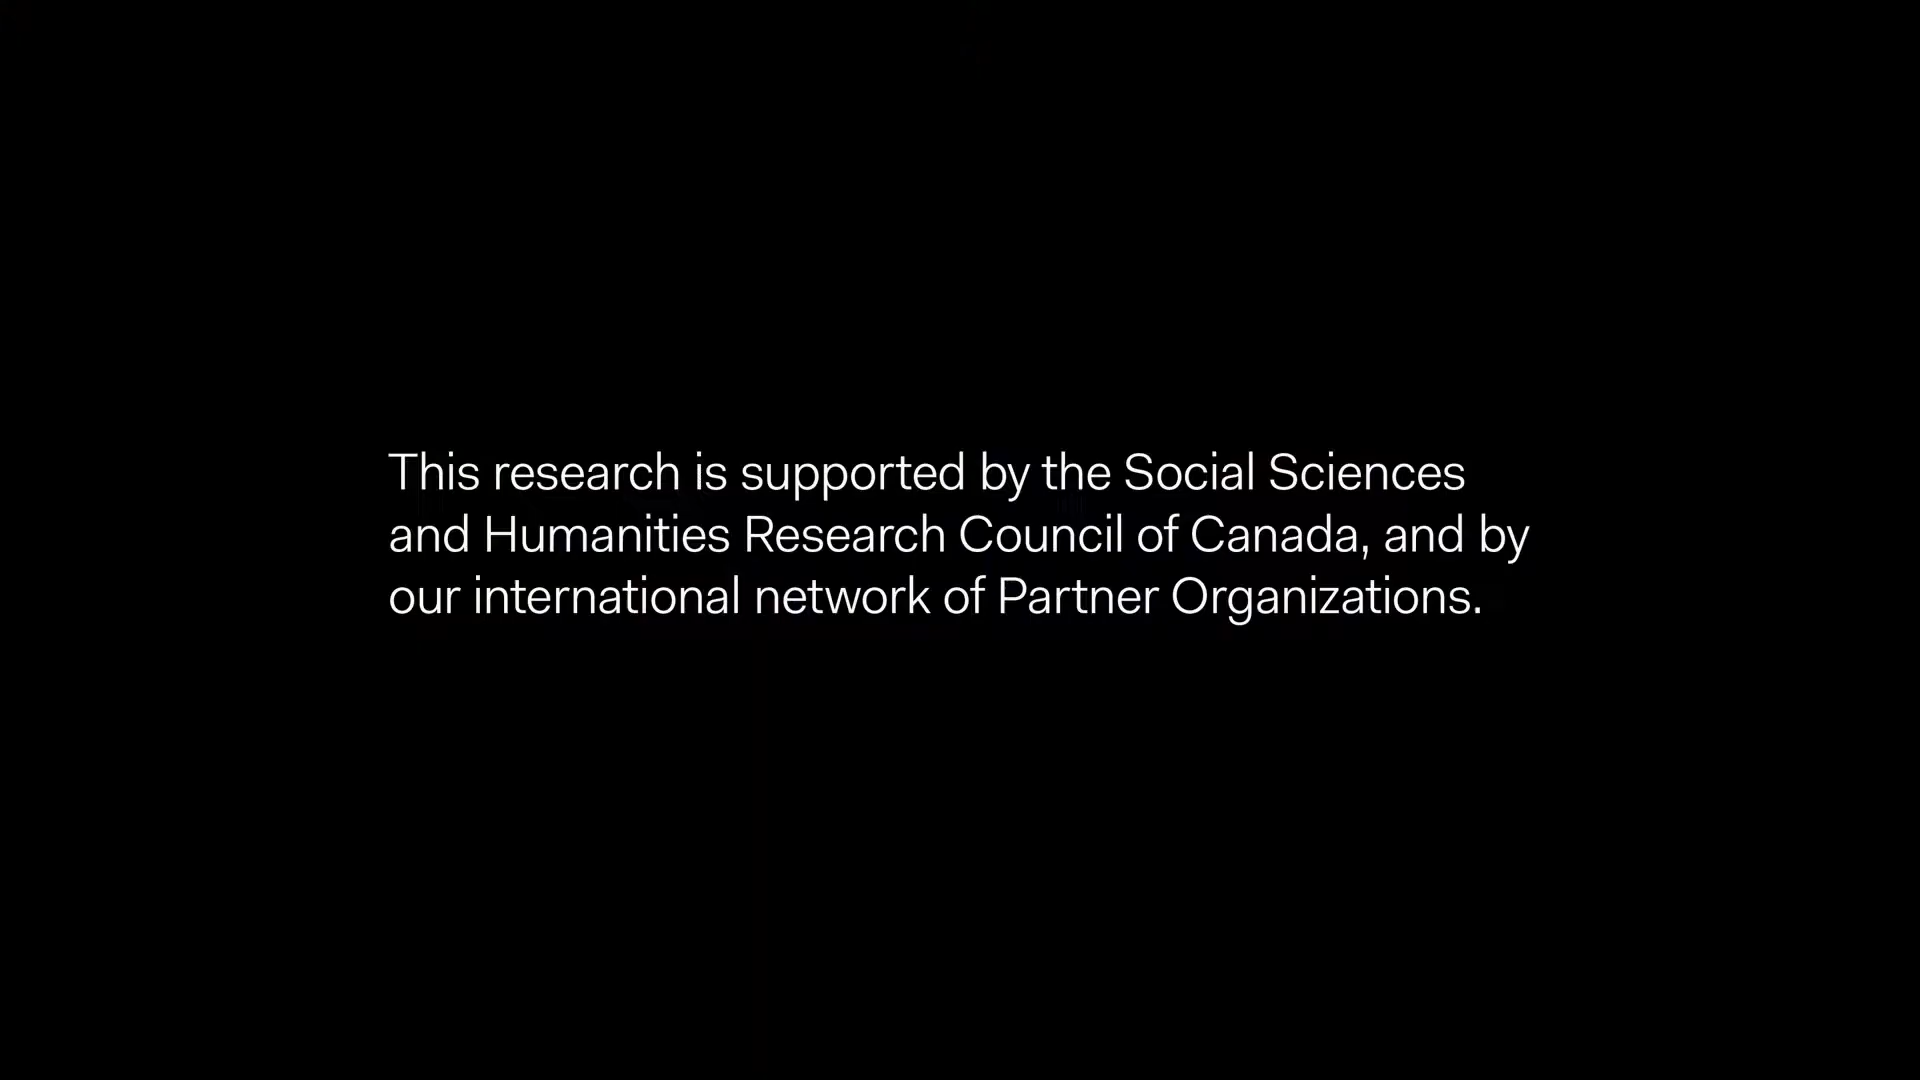 This research is supported by the Social Sciences
and Humanities Research Council of Canada, and by
our international network of Partner Organizations.